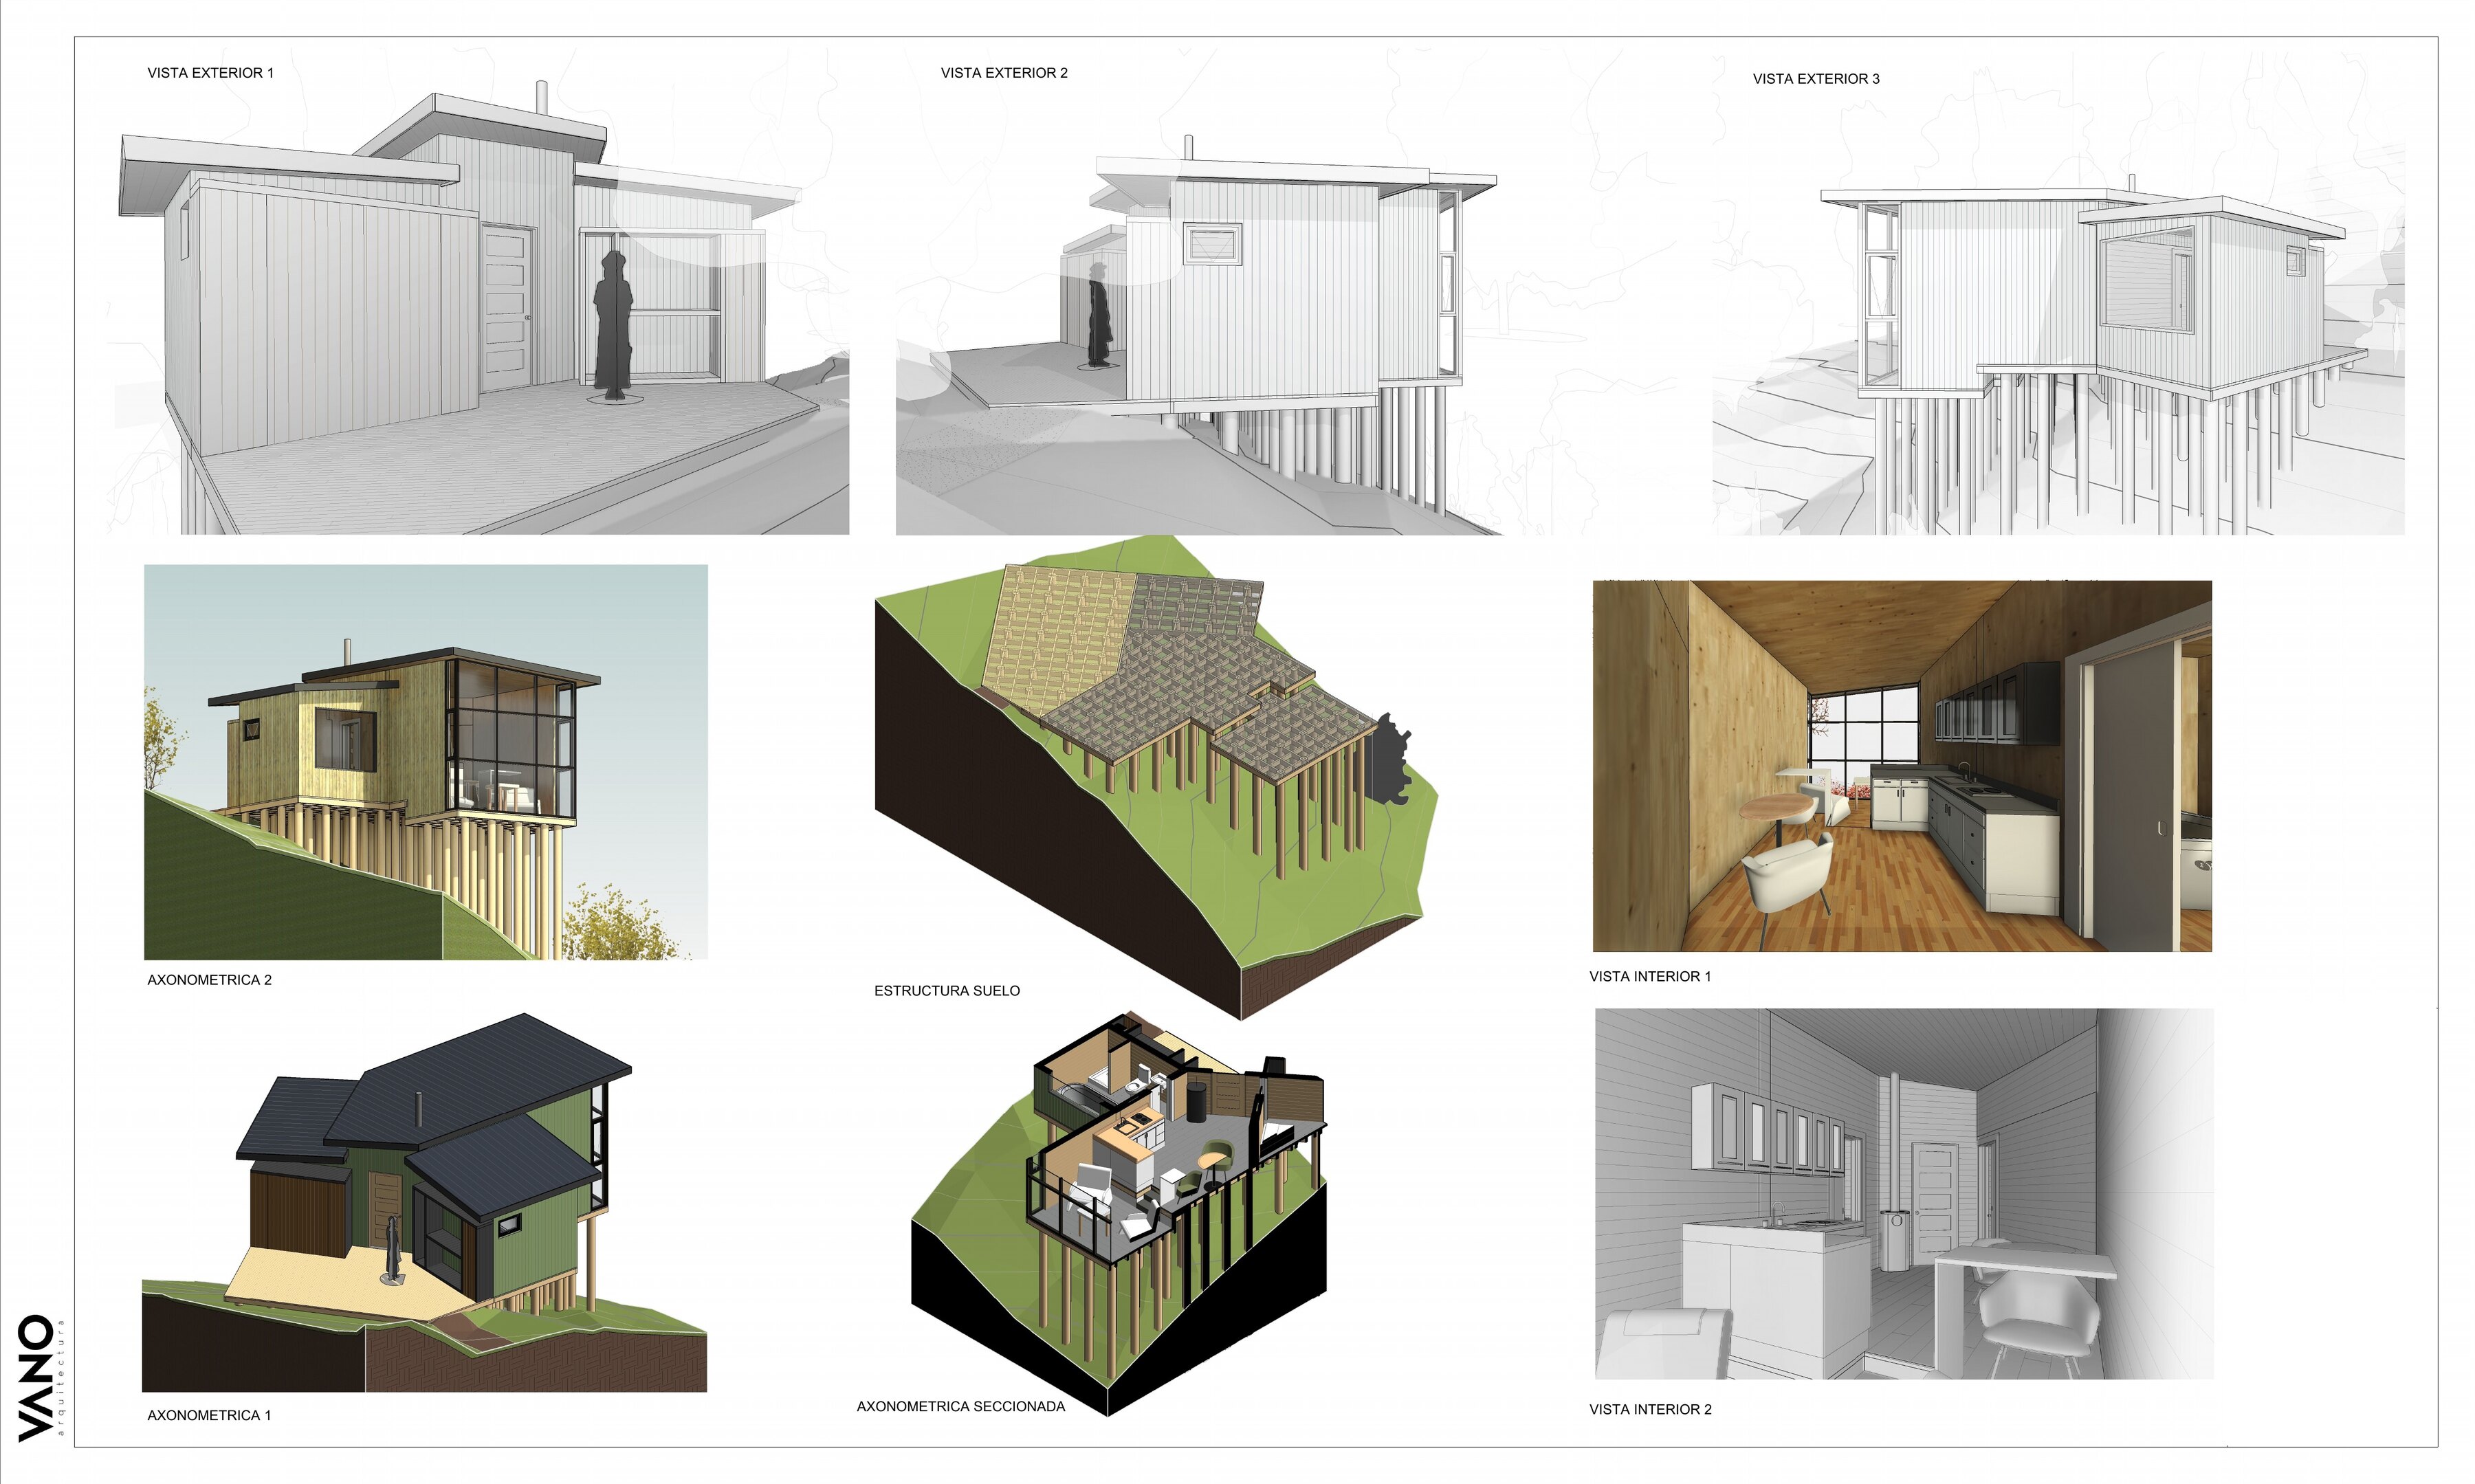 VISTA EXTERIOR 1
VISTA EXTERIOR 2
VISTA EXTERIOR 3
AXONOMETRICA 2
ESTRUCTURA SUELO
VISTA INTERIOR 1
AXONOMETRICA 1
AXONOMETRICA SECCIONADA
VISTA INTERIOR 2
VANO
arquitectura